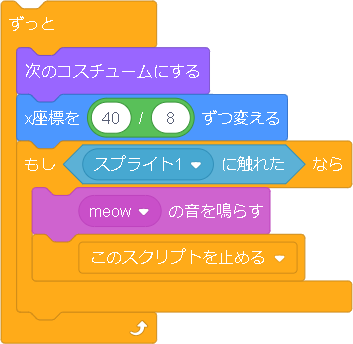 ずっと
次のコスチュームにする
x座標を 40 / 8 ずつ変える
もし スプライト1 に触れた なら
meow の音を鳴らす
このスクリプトを止める